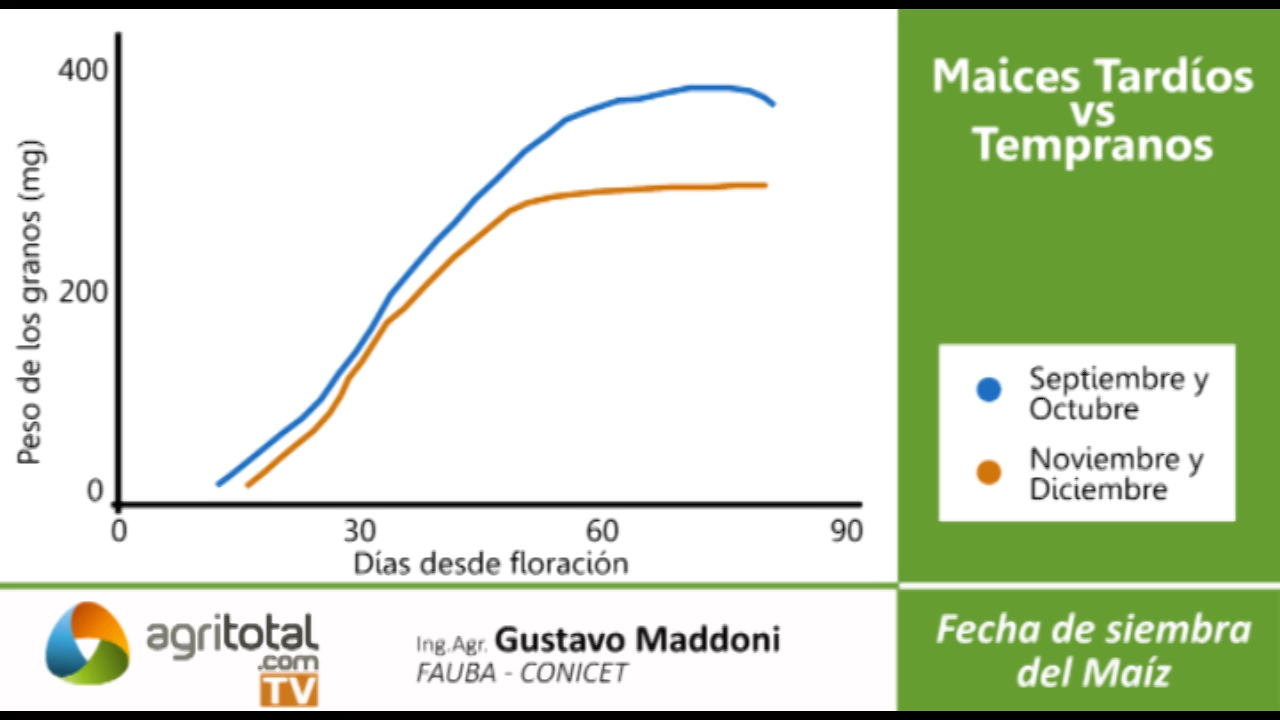 400
200
0
Peso de los granos (mg)
0 30 60 90
Días desde floración
Maices Tardíos
vs
Tempranos
Septiembre y
Octubre
Noviembre y
Diciembre
agritotal
.com
TV
Ing.Agr. Gustavo Maddoni
FAUBA - CONICET
Fecha de siembra
del Maíz